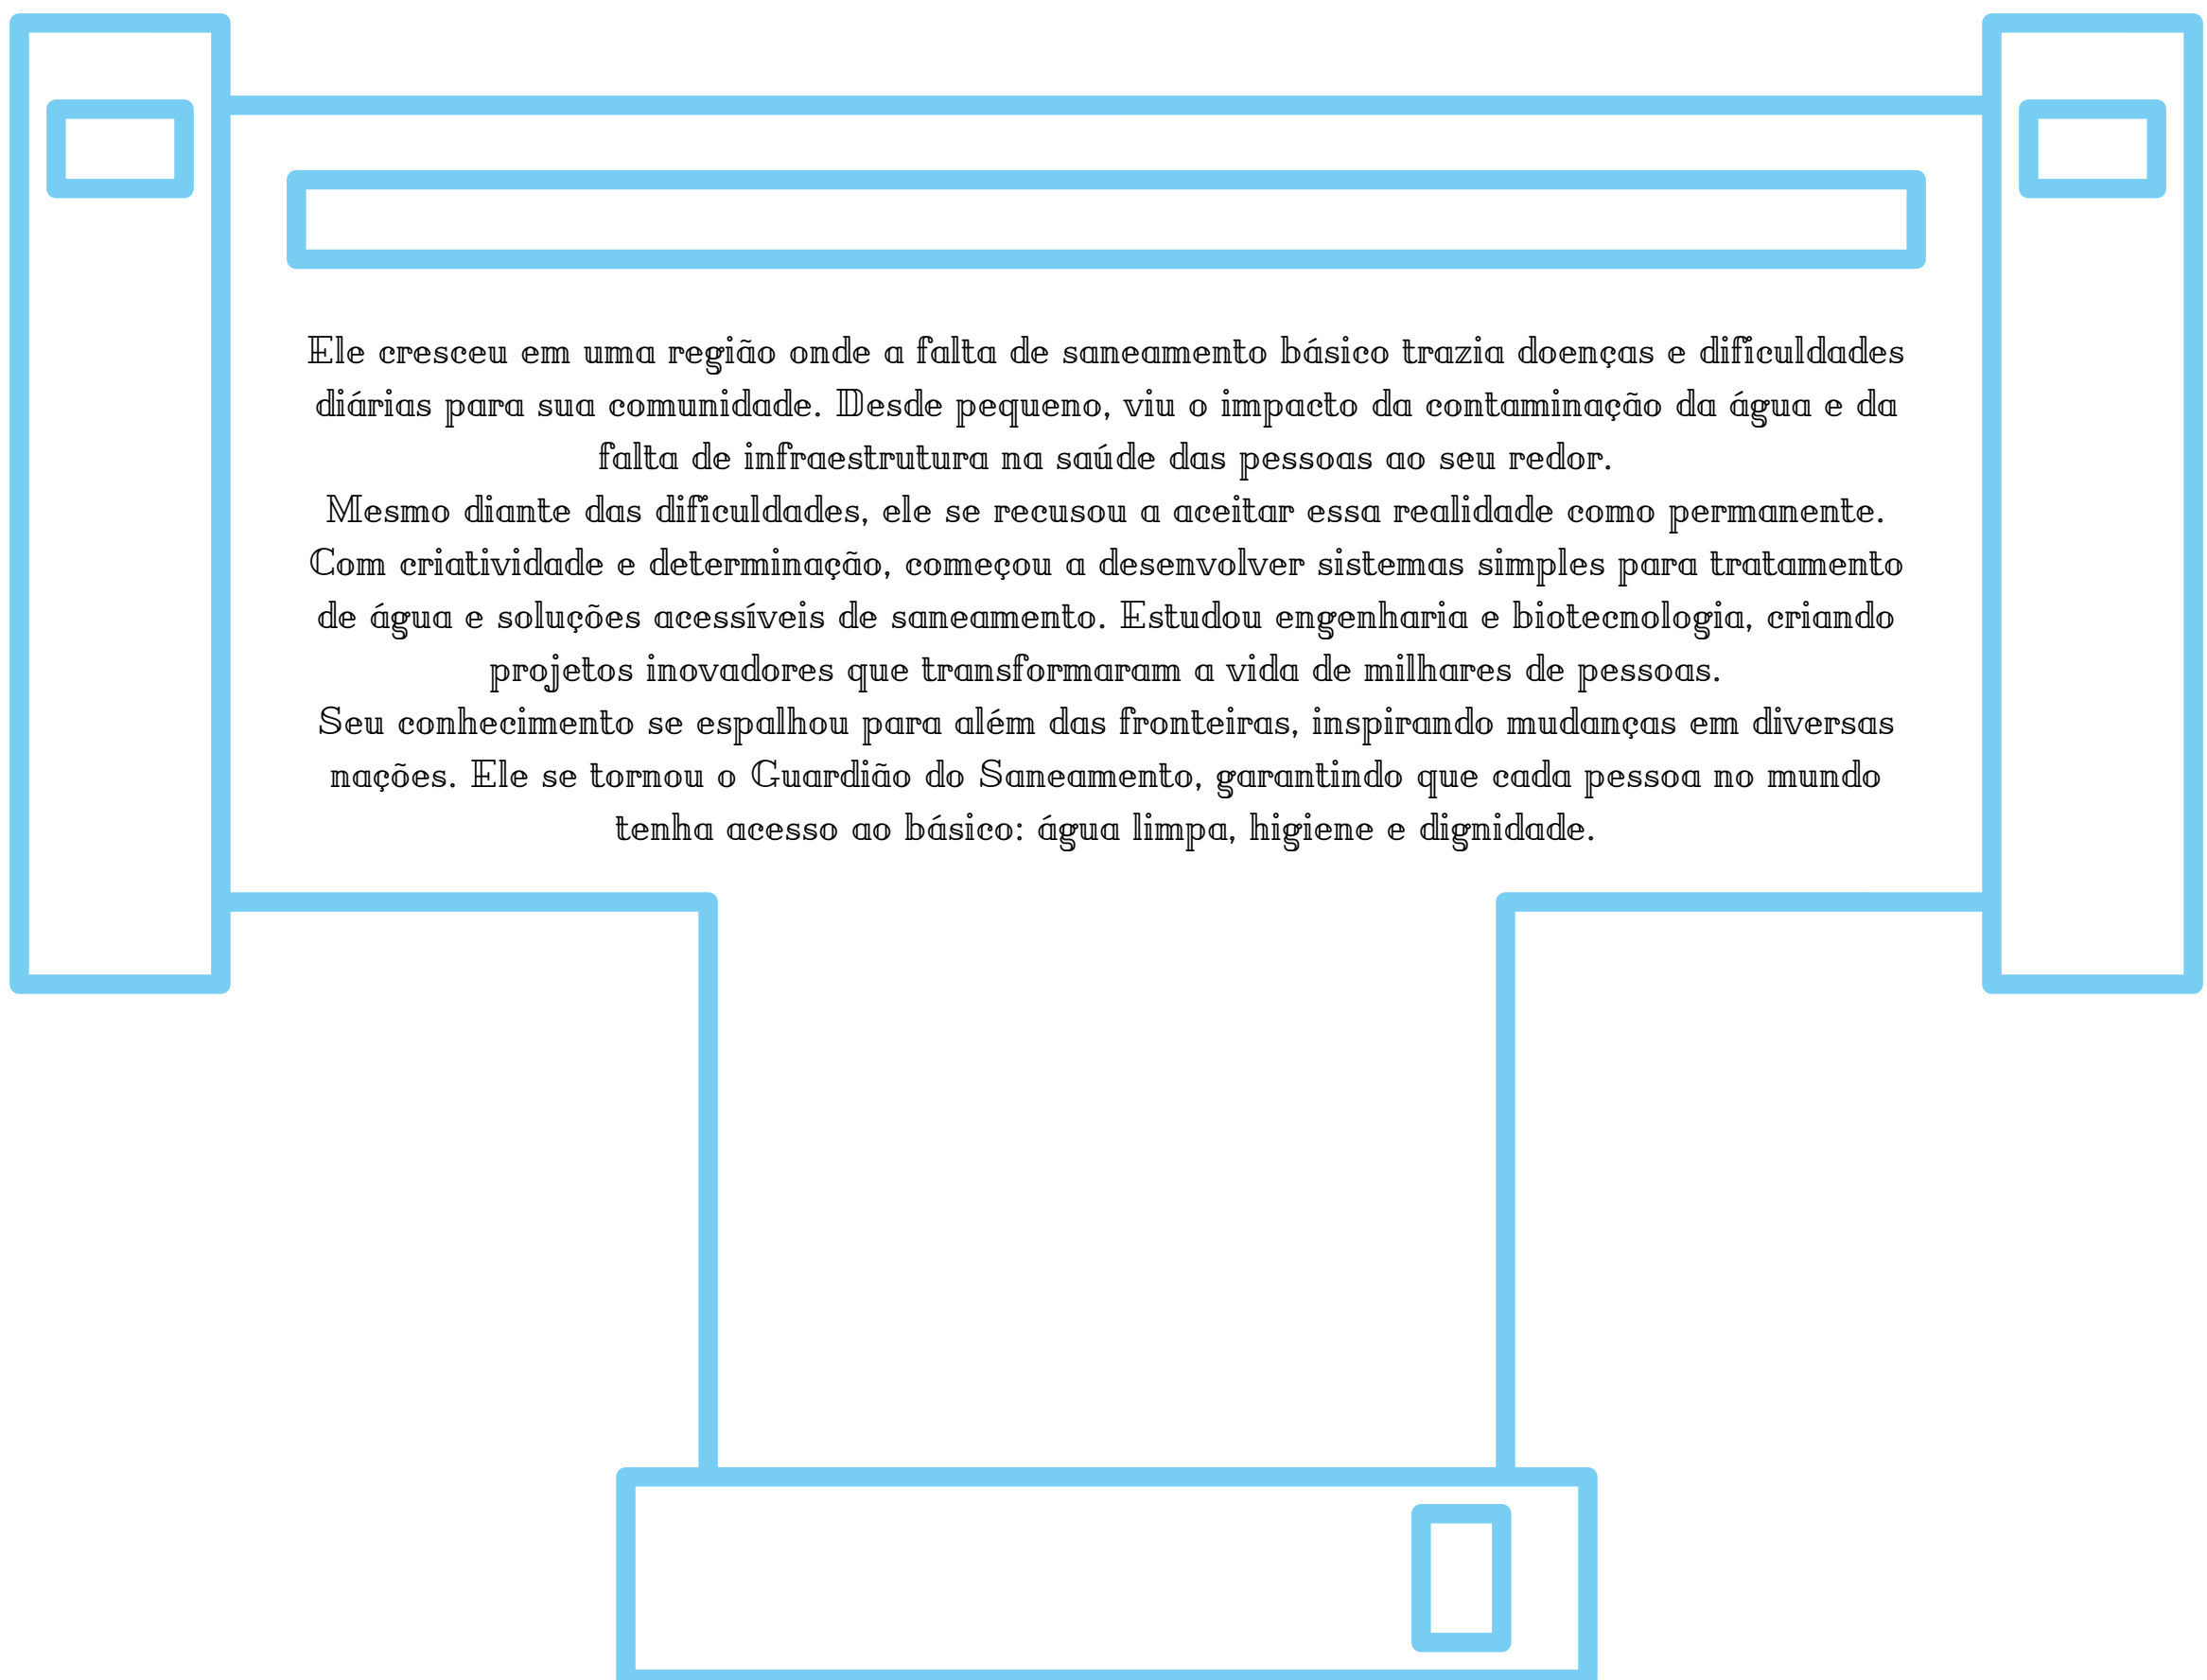 Ele cresceu em uma região onde a falta de saneamento básico trazia doenças e dificuldades
diárias para sua comunidade. Desde pequeno, viu o impacto da contaminação da água e da
falta de infraestrutura na saúde das pessoas ao seu redor.
Mesmo diante das dificuldades, ele se recusou a aceitar essa realidade como permanente.
Com criatividade e determinação, começou a desenvolver sistemas simples para tratamento
de água e soluções acessíveis de saneamento. Estudou engenharia e biotecnologia, criando
projetos inovadores que transformaram a vida de milhares de pessoas.
Seu conhecimento se espalhou para além das fronteiras, inspirando mudanças em diversas
nações. Ele se tornou o Guardião do Saneamento, garantindo que cada pessoa no mundo
tenha acesso ao básico: água limpa, higiene e dignidade.